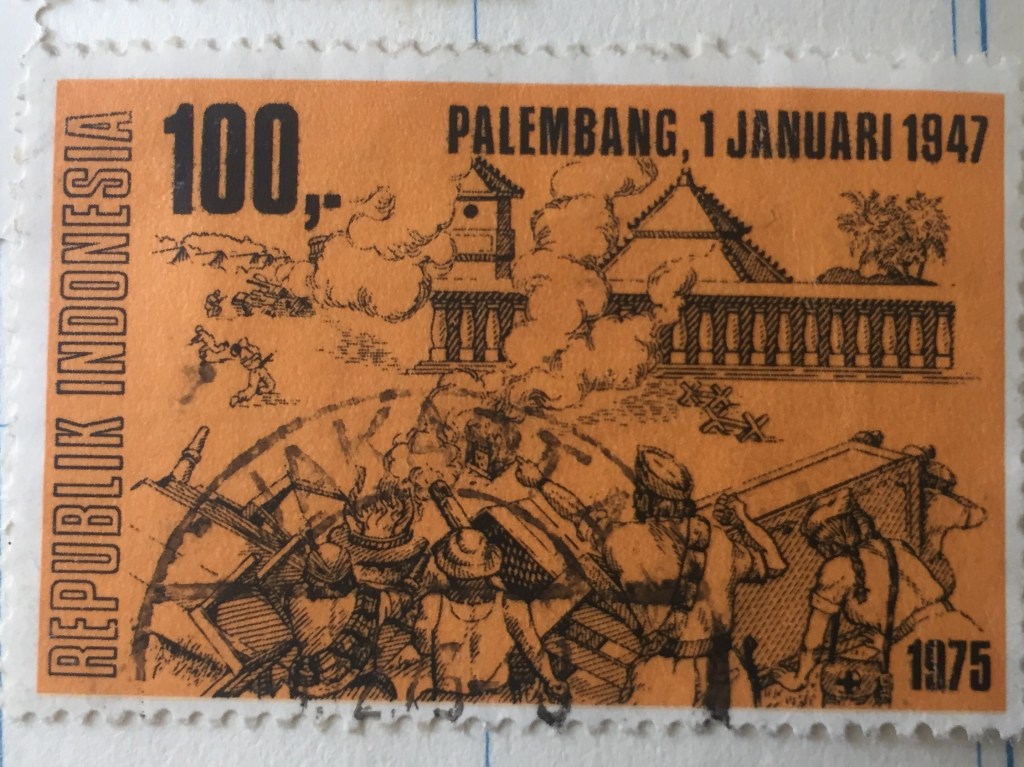 REPUBLIK INDONESIA
100,-
PALEMBANG, 1 JANUARI 1947
1975